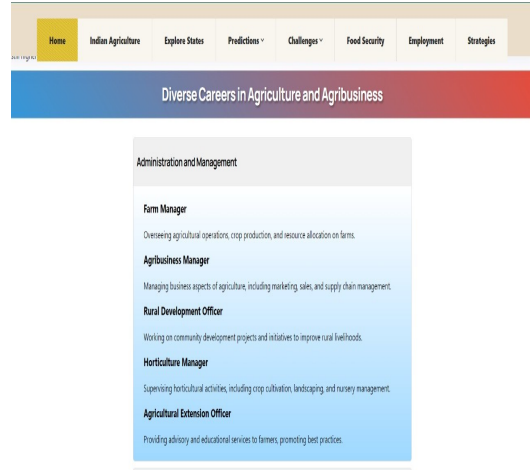 Home Indian Agriculture Explore States Predictions Challenges Food Security Employment Strategies
Diverse Careers in Agriculture and Agribusiness
Administration and Management
Farm Manager
Overseeing agricultural operations, crop production, and resource allocation on farms.
Agribusiness Manager
Managing business aspects of agriculture, including marketing, sales, and supply chain management.
Rural Development Officer
Working on community development projects and initiatives to improve rural livelihoods.
Horticulture Manager
Supervising horticultural activities, including crop cultivation, landscaping, and nursery management.
Agricultural Extension Officer
Providing advisory and educational services to farmers, promoting best practices.